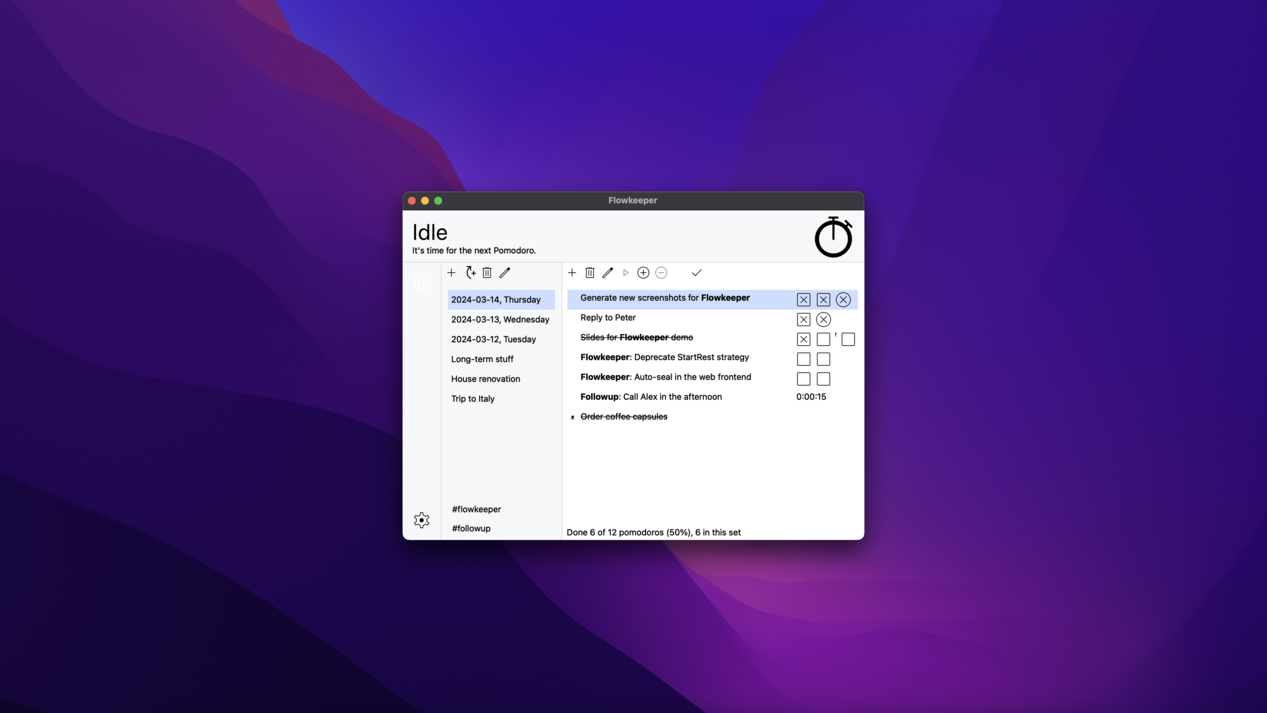 Flowkeeper
Idle
It's time for the next Pomodoro.
2024-03-14, Thursday
2024-03-13, Wednesday
2024-03-12, Tuesday
Long-term stuff
House renovation
Trip to Italy
#flowkeeper
#followup
Generate new screenshots for Flowkeeper
Reply to Peter
Slides for Flowkeeper demo
'
Flowkeeper: Deprecate StartRest strategy
Flowkeeper: Auto-seal in the web frontend
Followup: Call Alex in the afternoon
0:00:15
Order coffee capsules
Done 6 of 12 pomodoros (50%), 6 in this set